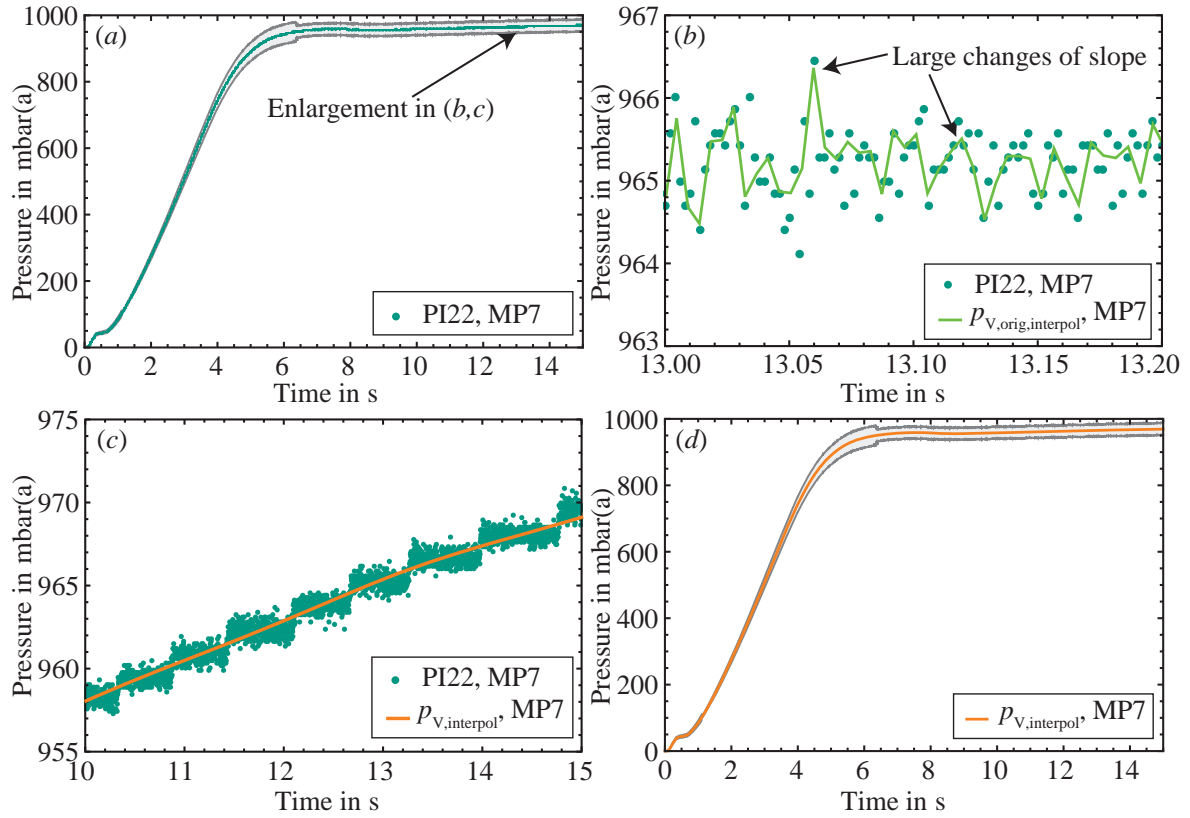 (a)
Pressure in mbar(a)
1000
800
600
400
200
0
Enlargement in (b,c)
PI22, MP7
0 2 4 6 8 10 12 14
Time in s
(b)
Pressure in mbar(a)
967
966
965
964
963
Large changes of slope
PI22, MP7
pV,orig,interpol, MP7
13.00 13.05 13.10 13.15 13.20
Time in s
(c)
Pressure in mbar(a)
975
970
965
960
955
PI22, MP7
pV,interpol, MP7
10 11 12 13 14 15
Time in s
(d)
Pressure in mbar(a)
1000
800
600
400
200
0
pV,interpol, MP7
0 2 4 6 8 10 12 14
Time in s